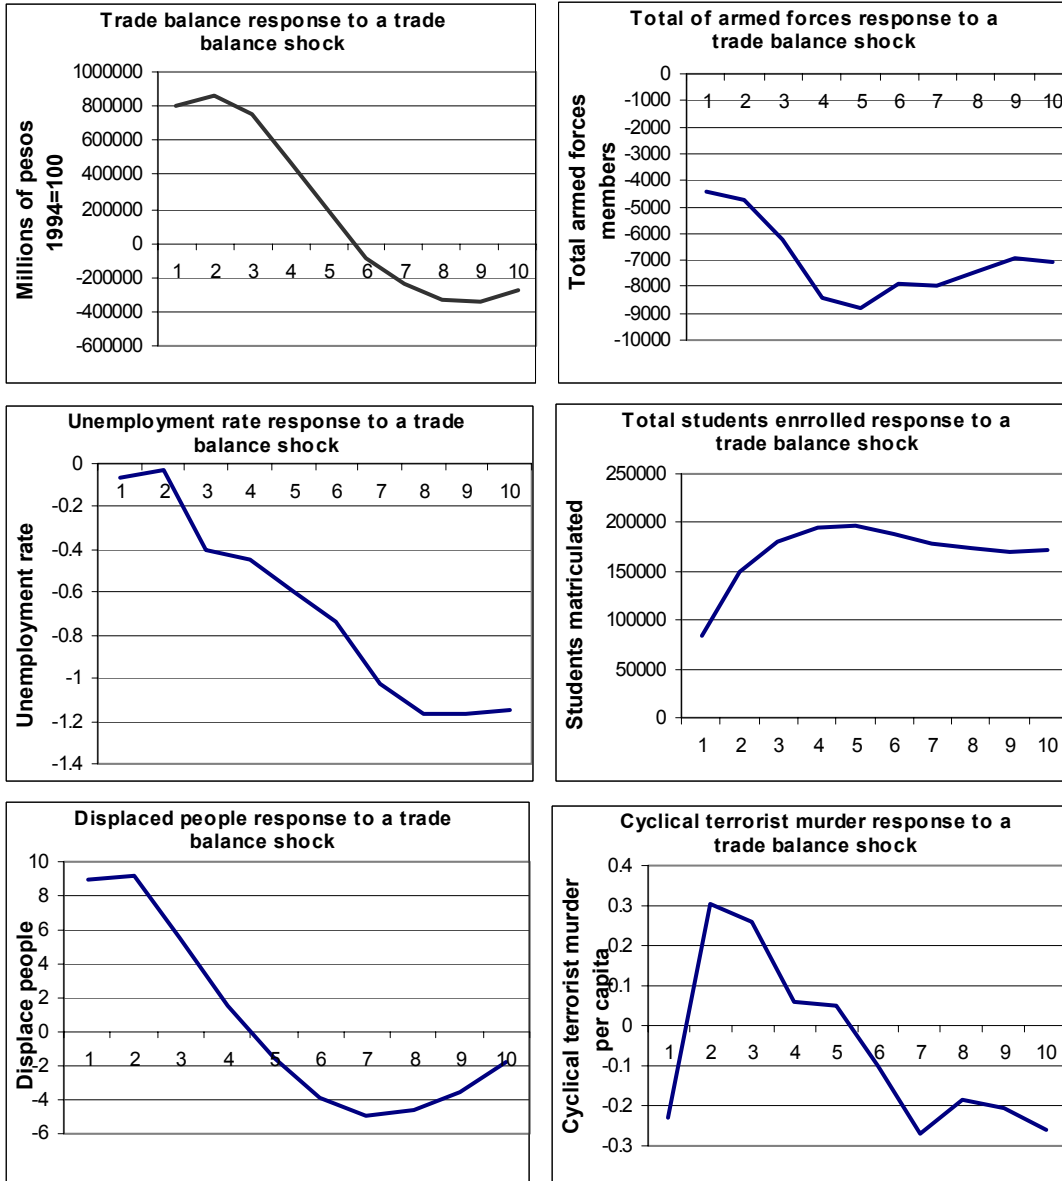 Trade balance response to a trade
balance shock
Millions of pesos
1994=100
1000000
800000
600000
400000
200000
0
-200000
-400000
-600000
1 2 3 4 5 6 7 8 9 10
Total of armed forces response to a
trade balance shock
Total armed forces
members
0
-1000
-2000
-3000
-4000
-5000
-6000
-7000
-8000
-9000
-10000
1 2 3 4 5 6 7 8 9 10
Unemployment rate response to a trade
balance shock
Unemployment rate
0
-0.2
-0.4
-0.6
-0.8
-1
-1.2
-1.4
1 2 3 4 5 6 7 8 9 10
Total students enrrolled response to a
trade balance shock
Students matriculated
250000
200000
150000
100000
50000
0
1 2 3 4 5 6 7 8 9 10
Displaced people response to a trade
balance shock
Displace people
10
8
6
4
2
0
-2
-4
-6
1 2 3 4 5 6 7 8 9 10
Cyclical terrorist murder response to a
trade balance shock
Cyclical terrorist murder
per capita
0.4
0.3
0.2
0.1
0
-0.1
-0.2
-0.3
1 2 3 4 5 6 7 8 9 10